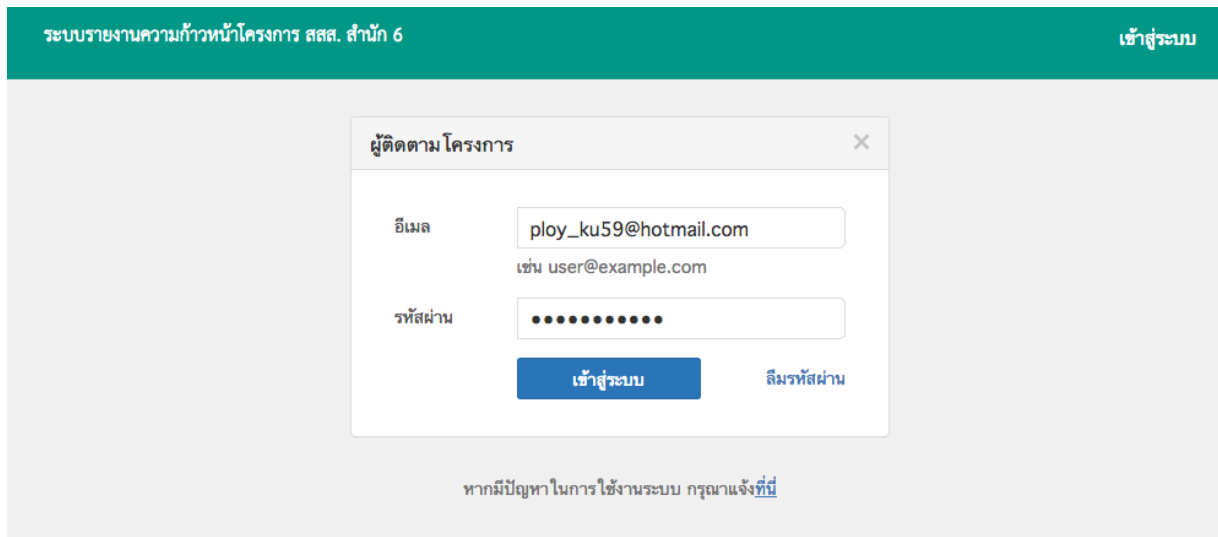 ระบบรายงานความก้าวหน้าโครงการ สสส. สำนัก 6
เข้าสู่ระบบ
ผู้ติดตามโครงการ ×
อีเมล ploy_ku59@hotmail.com
เช่น user@example.com
รหัสผ่าน •••••••••••
เข้าสู่ระบบ ลืมรหัสผ่าน
หากมีปัญหาในการใช้งานระบบ กรุณาแจ้งที่นี่